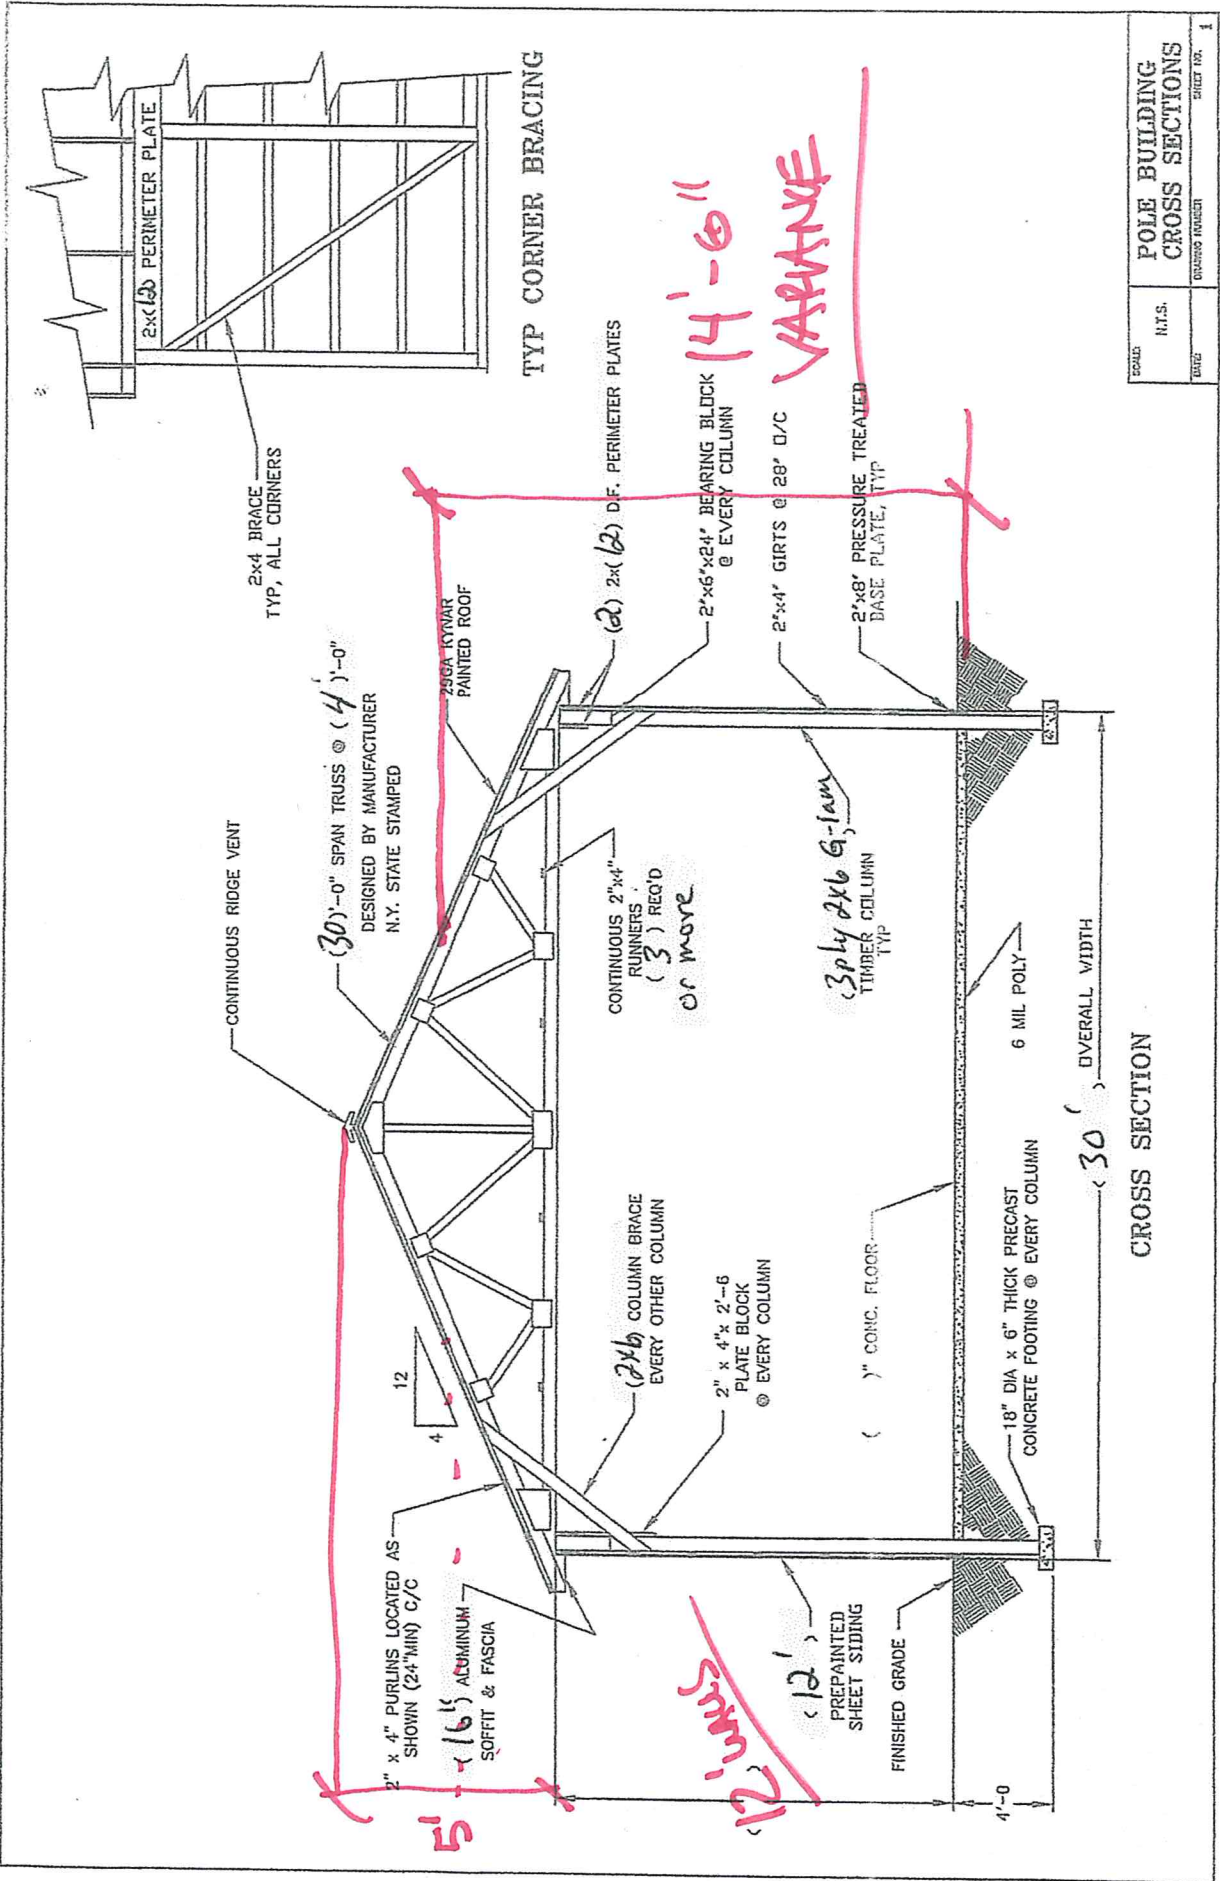 2x(12) PERIMETER PLATE
2x4 BRACE
TYP, ALL CORNERS
TYP CORNER BRACING
CONTINUOUS RIDGE VENT
(30)'-0" SPAN TRUSS @ (4')'-0"
DESIGNED BY MANUFACTURER
N.Y. STATE STAMPED
29GA KYNAR
PAINTED ROOF
(2) 2x(12) D.F. PERIMETER PLATES
2"x6"x24" BEARING BLOCK
@ EVERY COLUMN
14'-6"
VARIANCE
2"x4" GIRTS @ 28" O/C
2"x8" PRESSURE TREATED
BASE PLATE, TYP
12
4
2" x 4" PURLINS LOCATED AS
SHOWN (24"MIN) C/C
5'
(16") ALUMINUM
SOFFIT & FASCIA
CONTINUOUS 2"x4"
RUNNERS
(3) REQ'D
or more
(2x6) COLUMN BRACE
EVERY OTHER COLUMN
2" x 4"x 2'-6
PLATE BLOCK
@ EVERY COLUMN
(3ply 2x6 G-lam
TIMBER COLUMN
TYP
12' WALLS
(12')
PREPAINTED
SHEET SIDING
( )" CONC. FLOOR
6 MIL POLY
FINISHED GRADE
4'-0
18" DIA x 6" THICK PRECAST
CONCRETE FOOTING @ EVERY COLUMN
(30') OVERALL WIDTH
CROSS SECTION
SCALE: N.T.S.
DATE:
POLE BUILDING
CROSS SECTIONS
DRAWING NUMBER
SHEET NO. 1